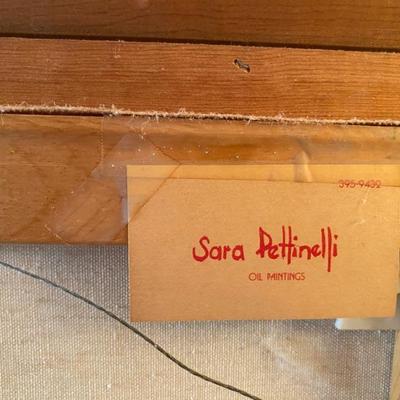 395-9432
Sara Pettinelli
OIL PAINTINGS